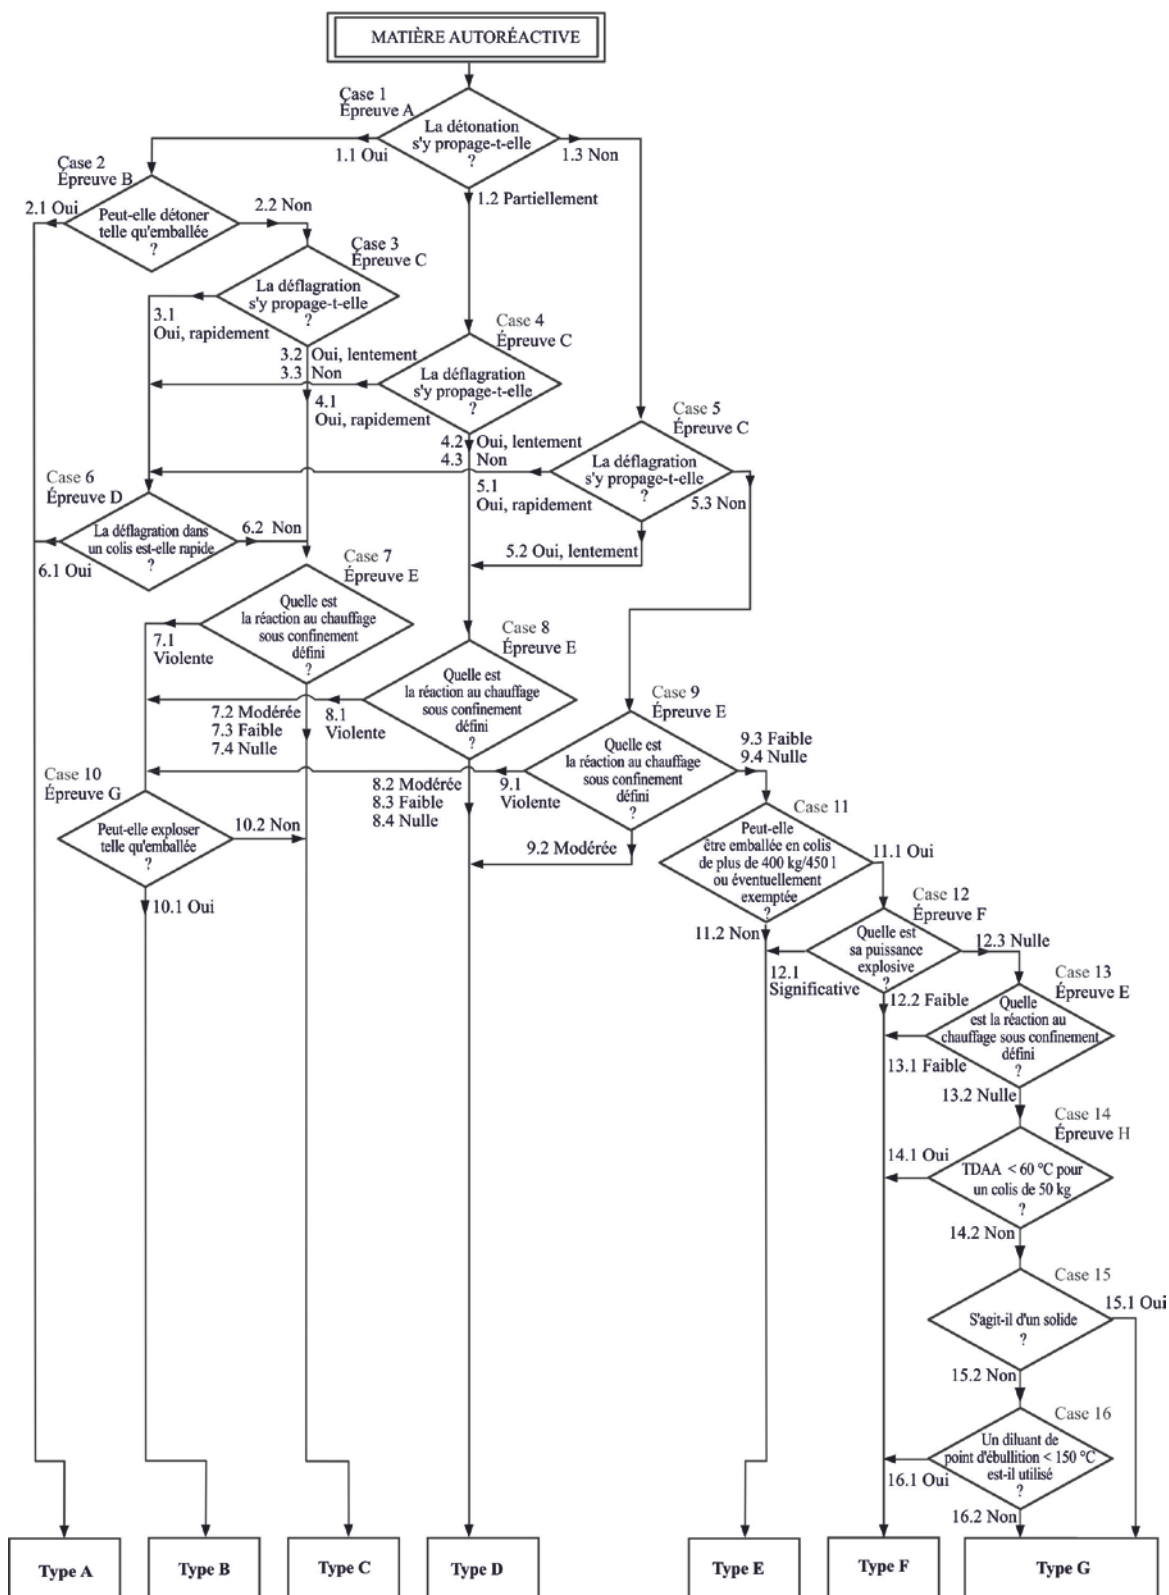 MATIÈRE AUTORÉACTIVE
Case 1
Épreuve A
La détonation
s'y propage-t-elle
?
1.1 Oui
1.3 Non
1.2 Partiellement
Case 2
Épreuve B
2.1 Oui
2.2 Non
Peut-elle détoner
telle qu'emballée
?
Case 3
Épreuve C
La déflagration
s'y propage-t-elle
?
3.1
Oui, rapidement
3.2 Oui, lentement
3.3 Non
Case 4
Épreuve C
La déflagration
s'y propage-t-elle
?
4.1
Oui, rapidement
4.2 Oui, lentement
4.3 Non
Case 5
Épreuve C
La déflagration
s'y propage-t-elle
?
5.1
Oui, rapidement
5.3 Non
5.2 Oui, lentement
Case 6
Épreuve D
La déflagration dans
un colis est-elle rapide
?
6.2 Non
6.1 Oui
Case 7
Épreuve E
Quelle est
la réaction au chauffage
sous confinement
défini
?
7.1
Violente
7.2 Modérée
7.3 Faible
7.4 Nulle
Case 8
Épreuve E
Quelle est
la réaction au chauffage
sous confinement
défini
?
8.1
Violente
8.2 Modérée
8.3 Faible
8.4 Nulle
Case 9
Épreuve E
Quelle est
la réaction au chauffage
sous confinement
défini
?
9.1
Violente
9.2 Modérée
9.3 Faible
9.4 Nulle
Case 10
Épreuve G
Peut-elle exploser
telle qu'emballée
?
10.2 Non
10.1 Oui
Case 11
Peut-elle
être emballée en colis
de plus de 400 kg/450 l
ou éventuellement
exemptée
?
11.1 Oui
11.2 Non
Case 12
Épreuve F
Quelle est
sa puissance
explosive
?
12.1
Significative
12.2 Faible
12.3 Nulle
Case 13
Épreuve E
Quelle
est la réaction au
chauffage sous confinement
défini
?
13.1 Faible
13.2 Nulle
Case 14
Épreuve H
14.1 Oui
TDAA < 60 °C pour
un colis de 50 kg
?
14.2 Non
Case 15
15.1 Oui
S'agit-il d'un solide
?
15.2 Non
Case 16
Un diluant de
point d'ébullition < 150 °C
est-il utilisé
?
16.1 Oui
16.2 Non
Type A
Type B
Type C
Type D
Type E
Type F
Type G